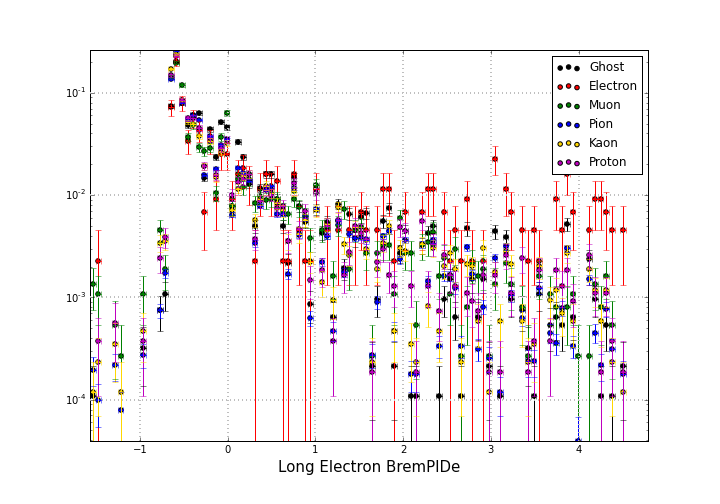 10⁻¹
10⁻²
10⁻³
10⁻⁴
Ghost
Electron
Muon
Pion
Kaon
Proton
−1 0 1 2 3 4
Long Electron BremPIDe